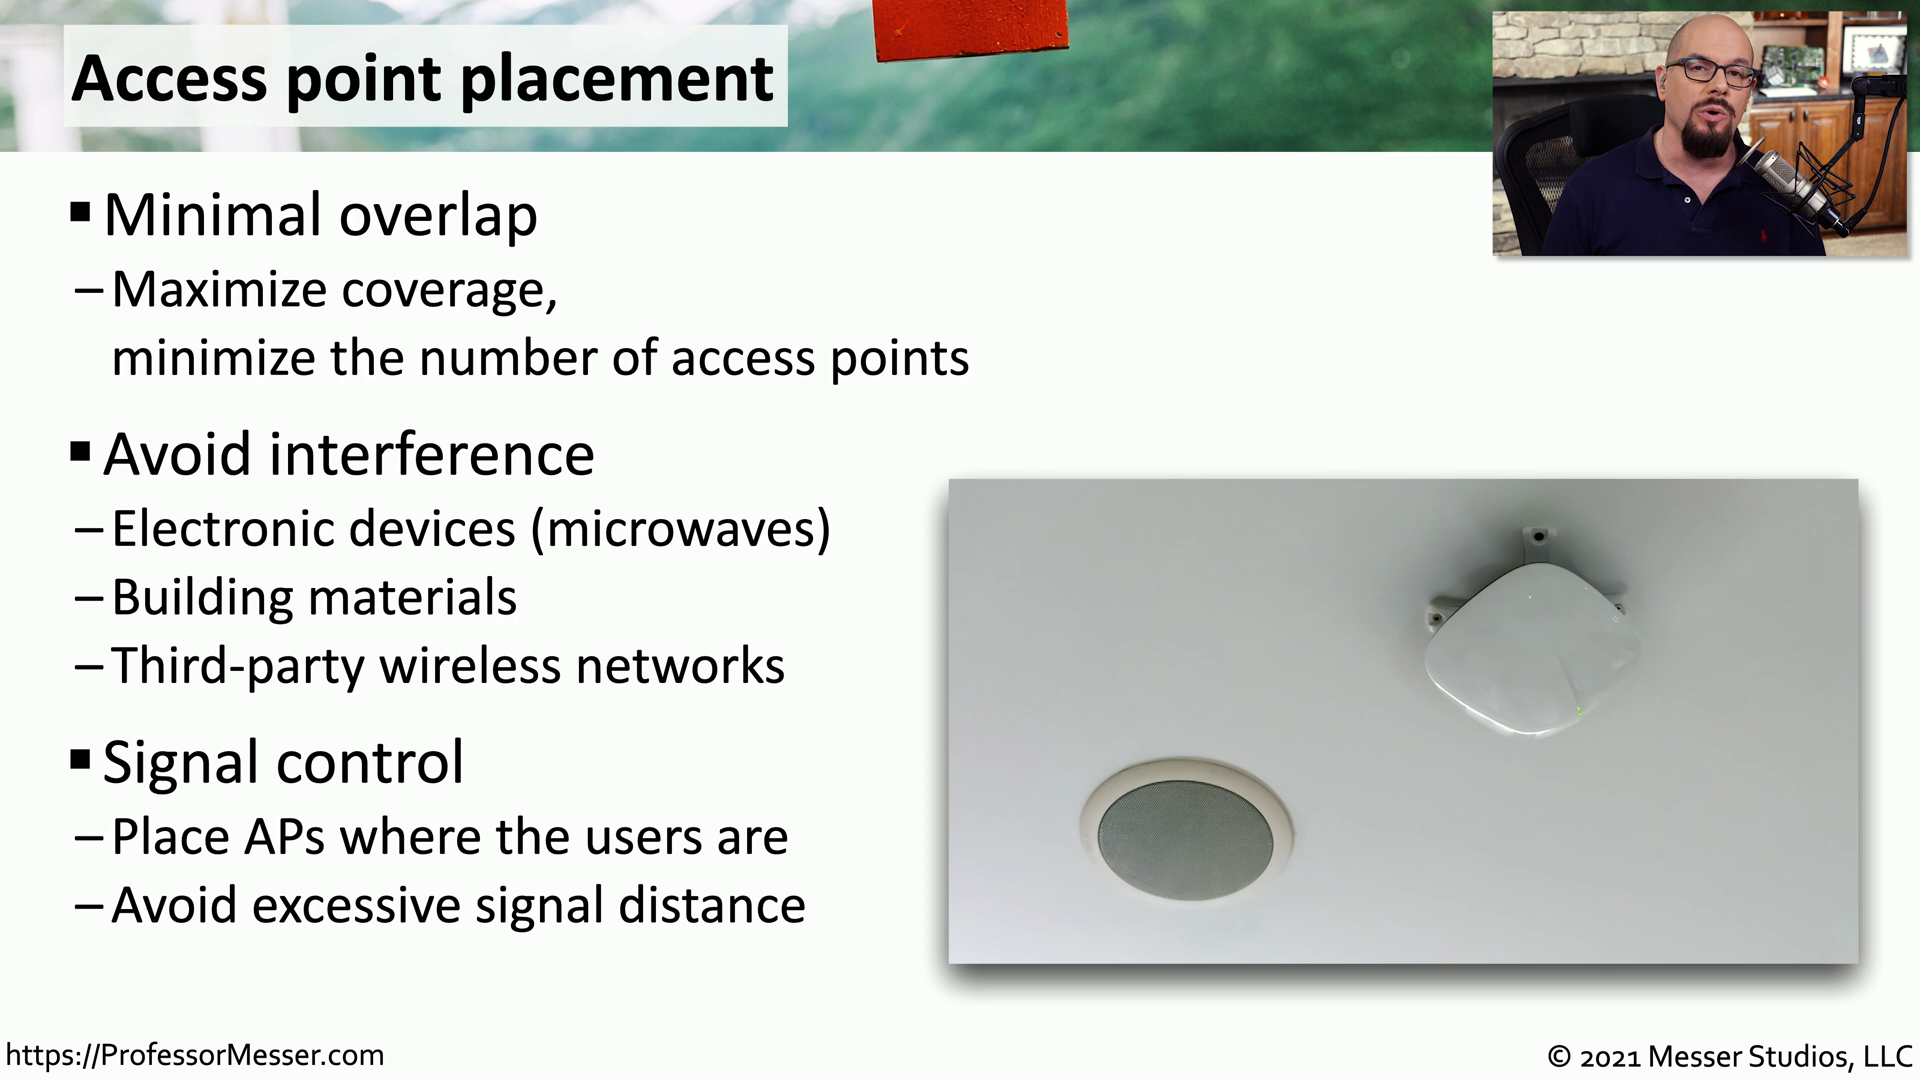 Access point placement
▪ Minimal overlap
– Maximize coverage,
minimize the number of access points
▪ Avoid interference
– Electronic devices (microwaves)
– Building materials
– Third-party wireless networks
▪ Signal control
– Place APs where the users are
– Avoid excessive signal distance
https://ProfessorMesser.com
© 2021 Messer Studios, LLC